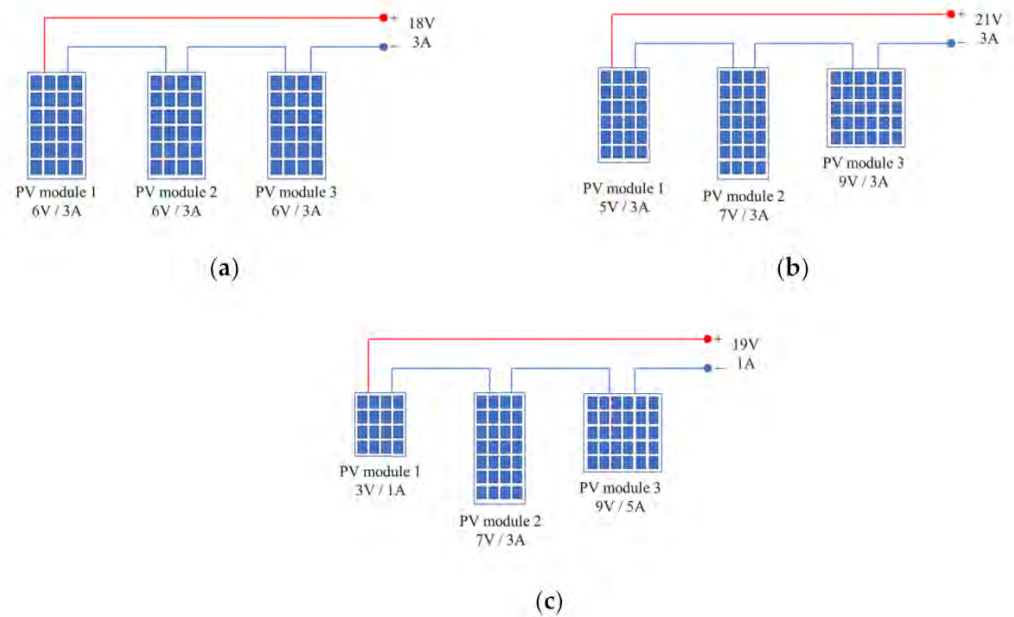 + 18V
− 3A
PV module 1
6V / 3A
PV module 2
6V / 3A
PV module 3
6V / 3A
(a)
+ 21V
− 3A
PV module 1
5V / 3A
PV module 2
7V / 3A
PV module 3
9V / 3A
(b)
+ 19V
− 1A
PV module 1
3V / 1A
PV module 2
7V / 3A
PV module 3
9V / 5A
(c)